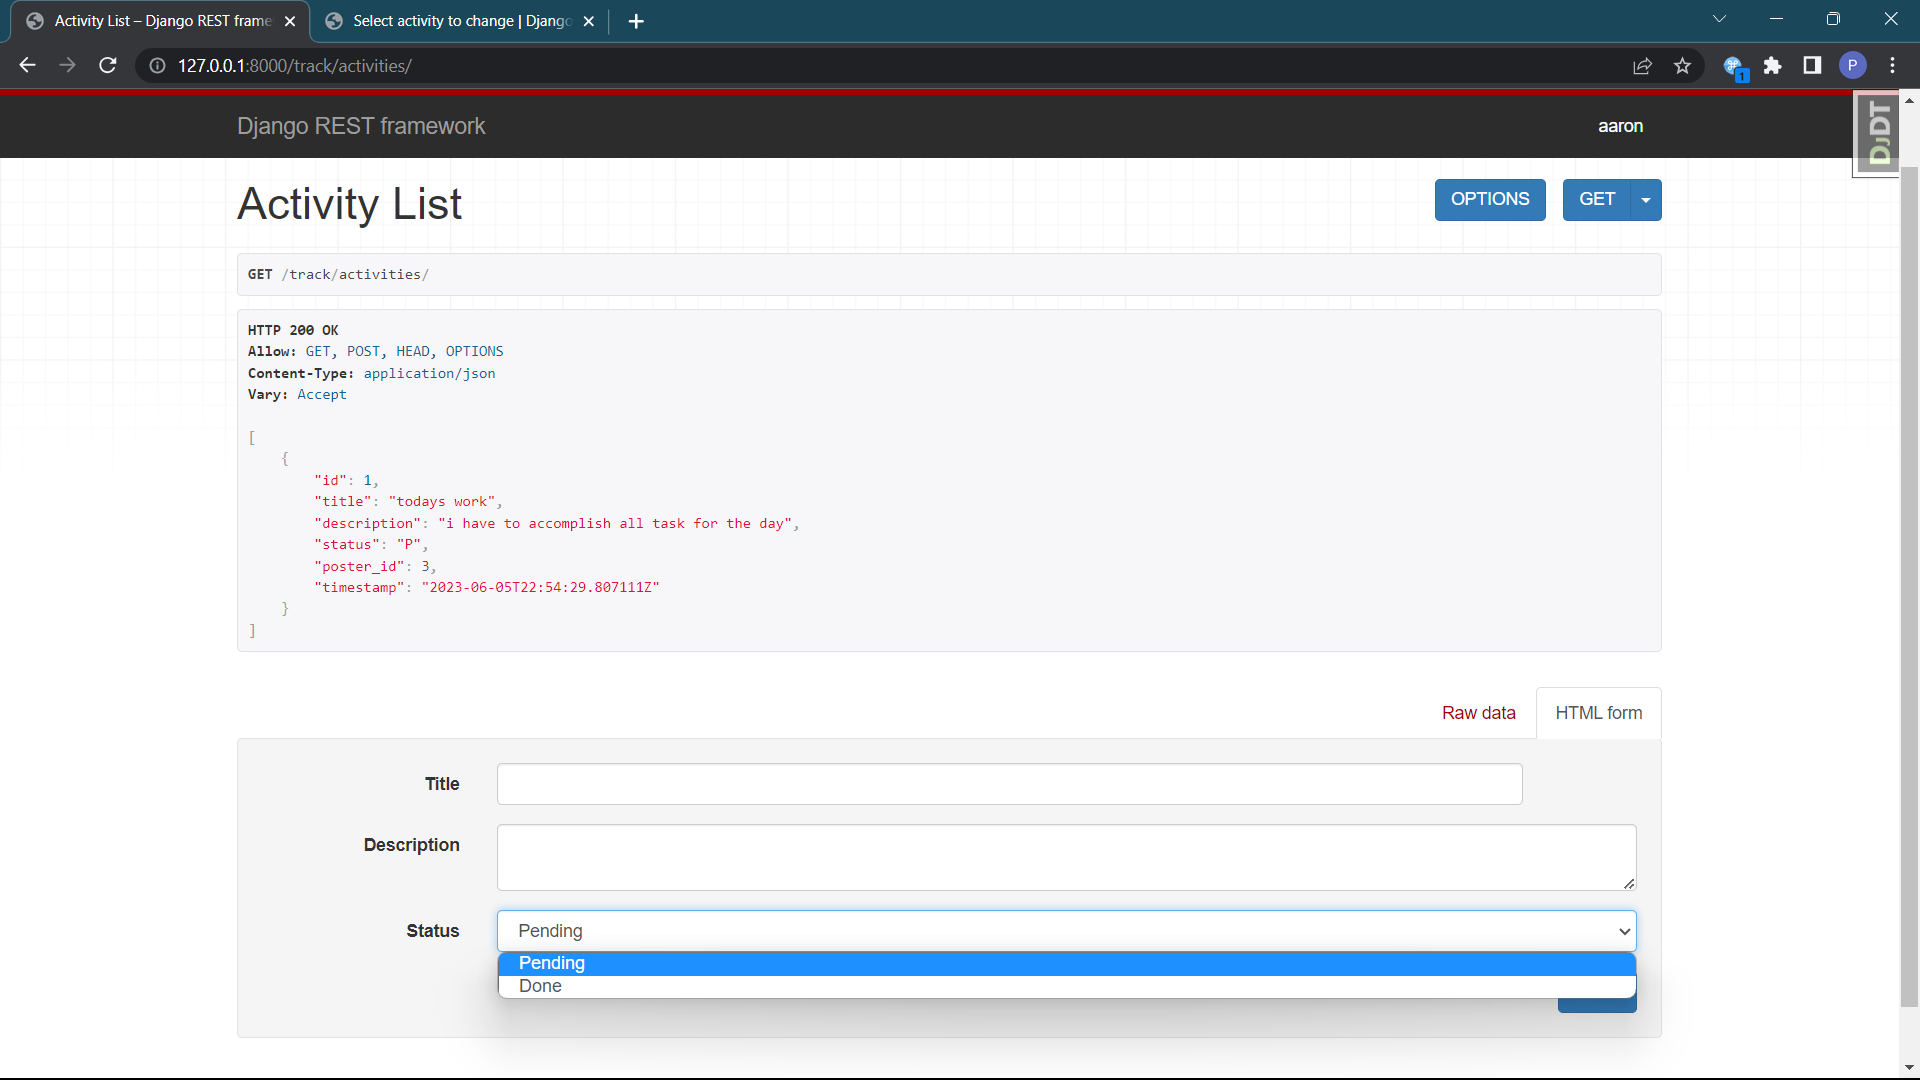 Activity List – Django REST frame
Select activity to change | Django
127.0.0.1:8000/track/activities/
1
P
Django REST framework
aaron
DJDT
Activity List
OPTIONS
GET
GET /track/activities/
HTTP 200 OK
Allow: GET, POST, HEAD, OPTIONS
Content-Type: application/json
Vary: Accept
[
{
"id": 1,
"title": "todays work",
"description": "i have to accomplish all task for the day",
"status": "P",
"poster_id": 3,
"timestamp": "2023-06-05T22:54:29.807111Z"
}
]
Raw data
HTML form
Title
Description
Status
Pending
Pending
Done